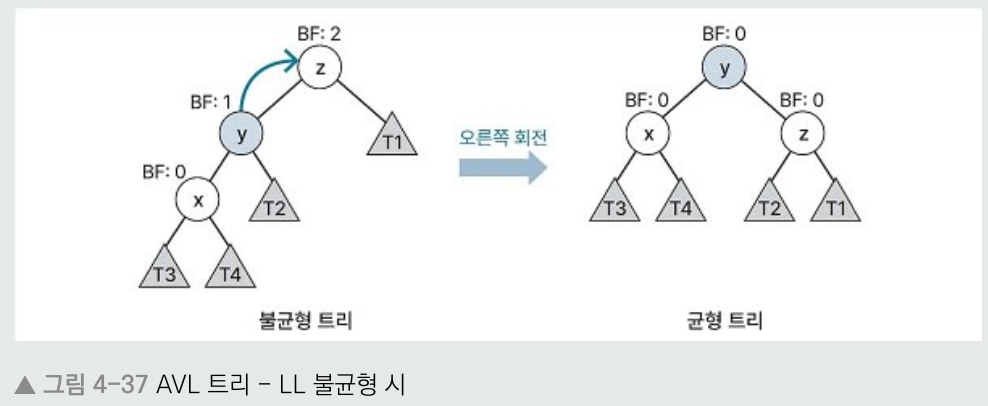 BF: 2
z
BF: 1
y
T1
BF: 0
x
T2
T3
T4
불균형 트리
오른쪽 회전
BF: 0
y
BF: 0
x
BF: 0
z
T3
T4
T2
T1
균형 트리
▲ 그림 4-37 AVL 트리 - LL 불균형 시